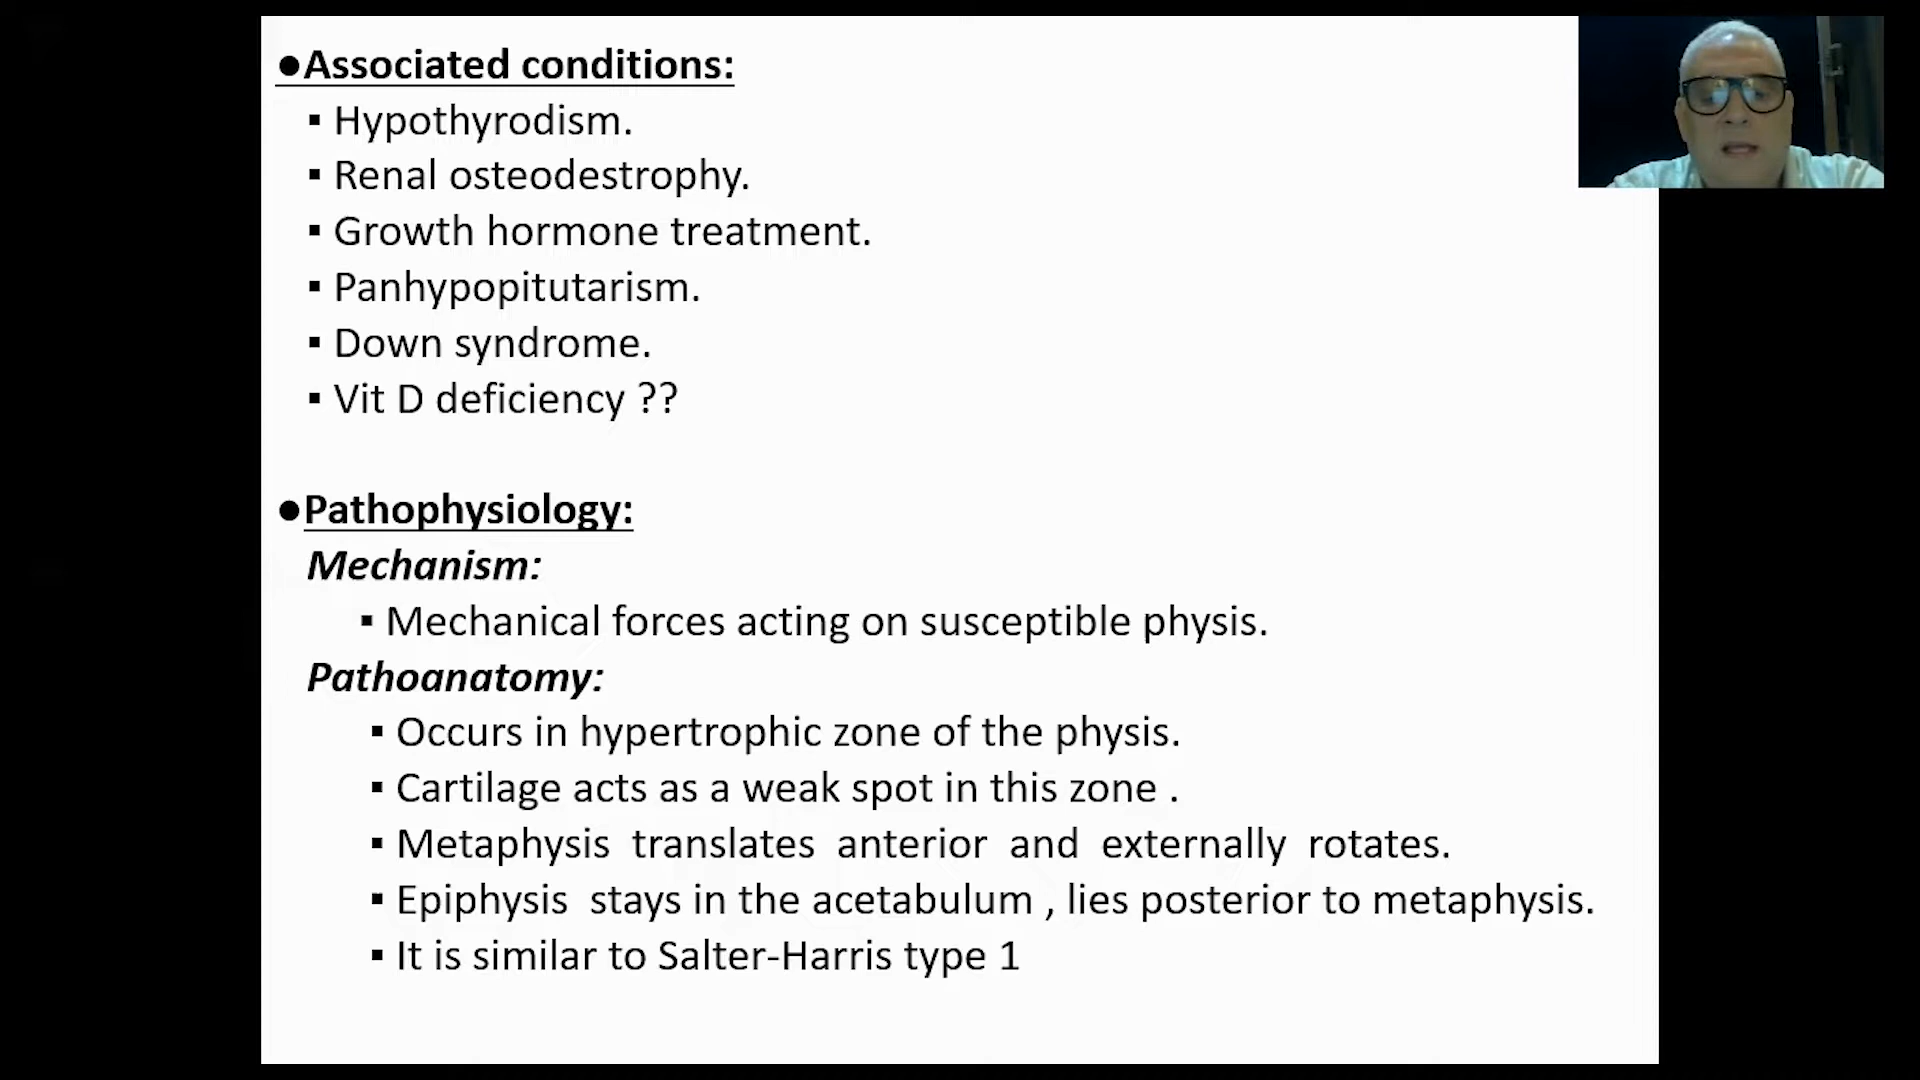 ●Associated conditions:
▪ Hypothyrodism.
▪ Renal osteodestrophy.
▪ Growth hormone treatment.
▪ Panhypopitutarism.
▪ Down syndrome.
▪ Vit D deficiency ??
●Pathophysiology:
Mechanism:
▪ Mechanical forces acting on susceptible physis.
Pathoanatomy:
▪ Occurs in hypertrophic zone of the physis.
▪ Cartilage acts as a weak spot in this zone .
▪ Metaphysis translates anterior and externally rotates.
▪ Epiphysis stays in the acetabulum , lies posterior to metaphysis.
▪ It is similar to Salter-Harris type 1